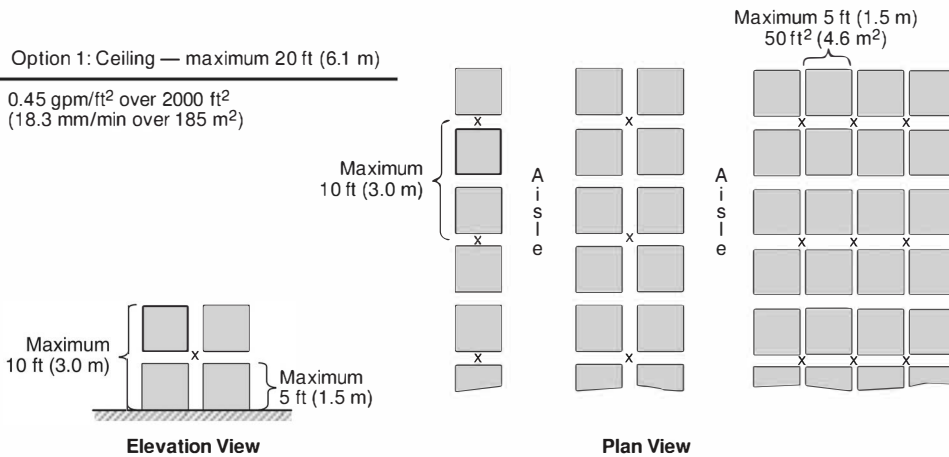 Maximum 5 ft (1.5 m)
50 ft² (4.6 m²)
Option 1: Ceiling — maximum 20 ft (6.1 m)
0.45 gpm/ft² over 2000 ft²
(18.3 mm/min over 185 m²)
x x x x x
Maximum
10 ft (3.0 m)
Aisle
Aisle
x x x x x
Maximum
10 ft (3.0 m)
x
Maximum
5 ft (1.5 m)
x x x x x
Elevation View
Plan View